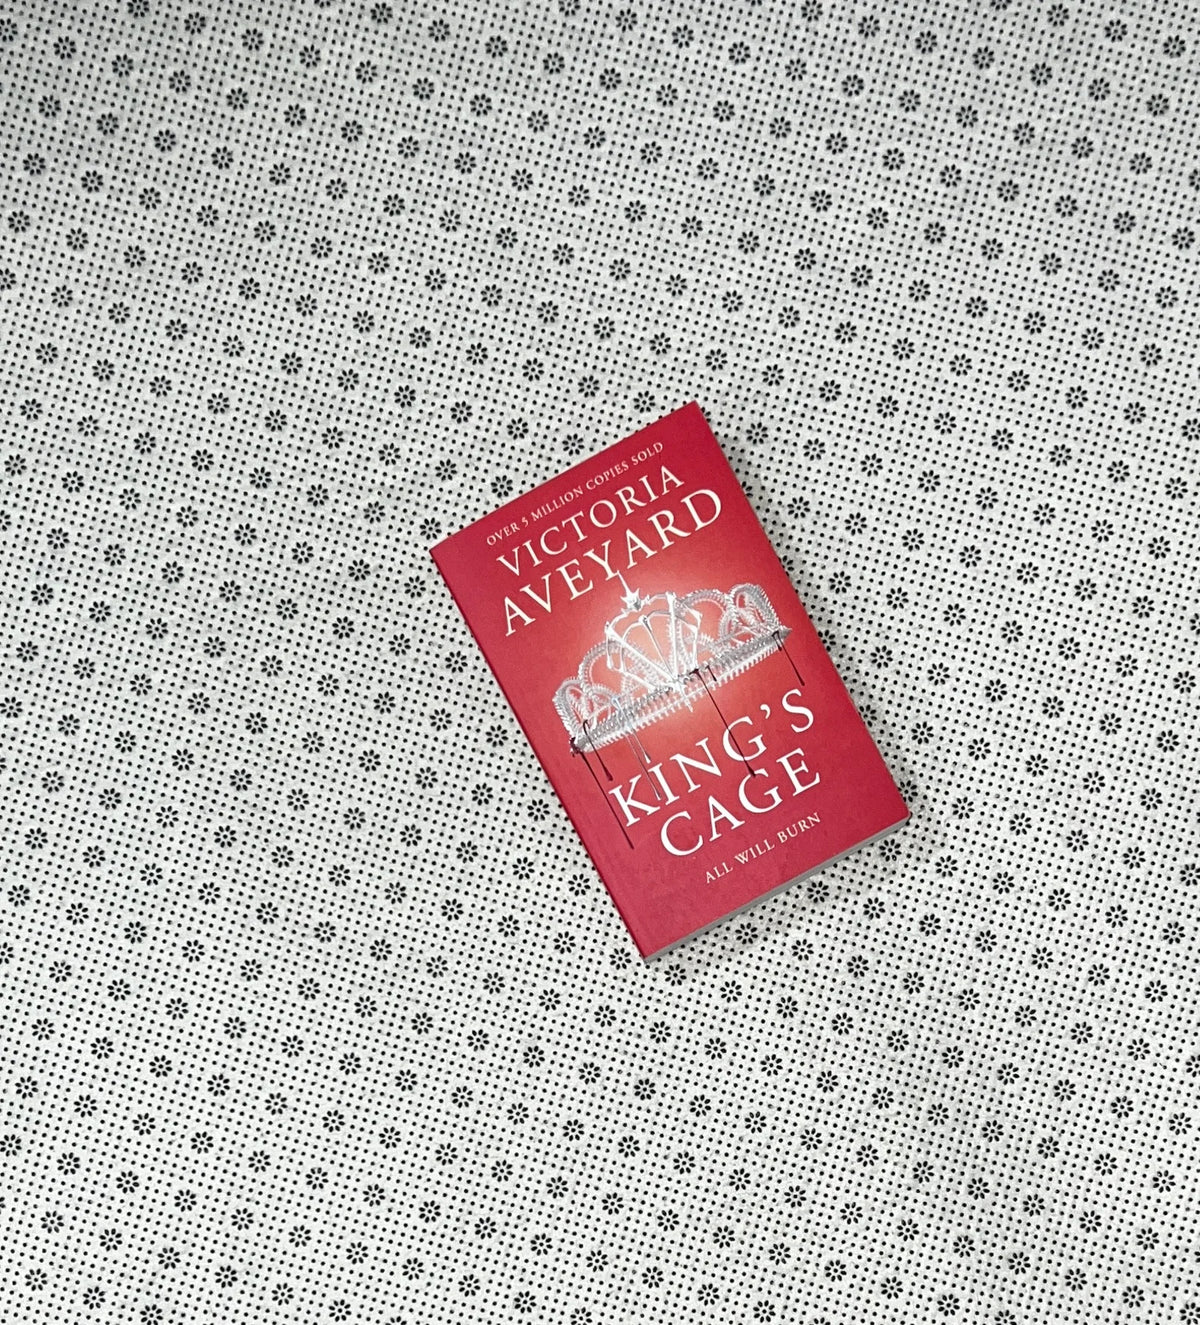 OVER 5 MILLION COPIES SOLD
VICTORIA
AVEYARD
KING'S
CAGE
ALL WILL BURN